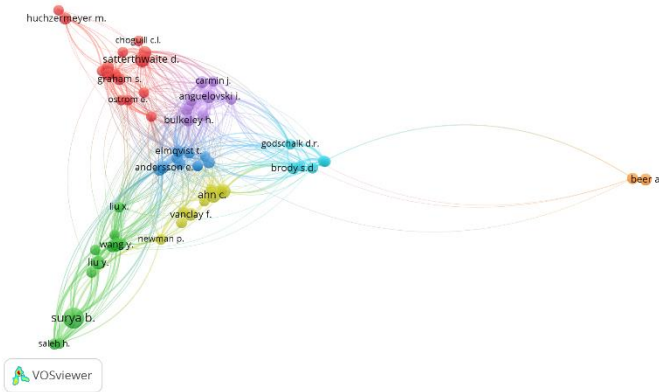 huchzermeyer m.
choguill c.l.
satterthwaite d.
graham s.
carmin j.
ostrom e.
anguelovski i.
bulkeley h.
godschalk d.r.
elmqvist t.
andersson e.
brody s.d.
beer a
ahn c.
liu x.
vanclay f.
newman p.
wang y.
liu y.
surya b.
saleh h.
VOSviewer